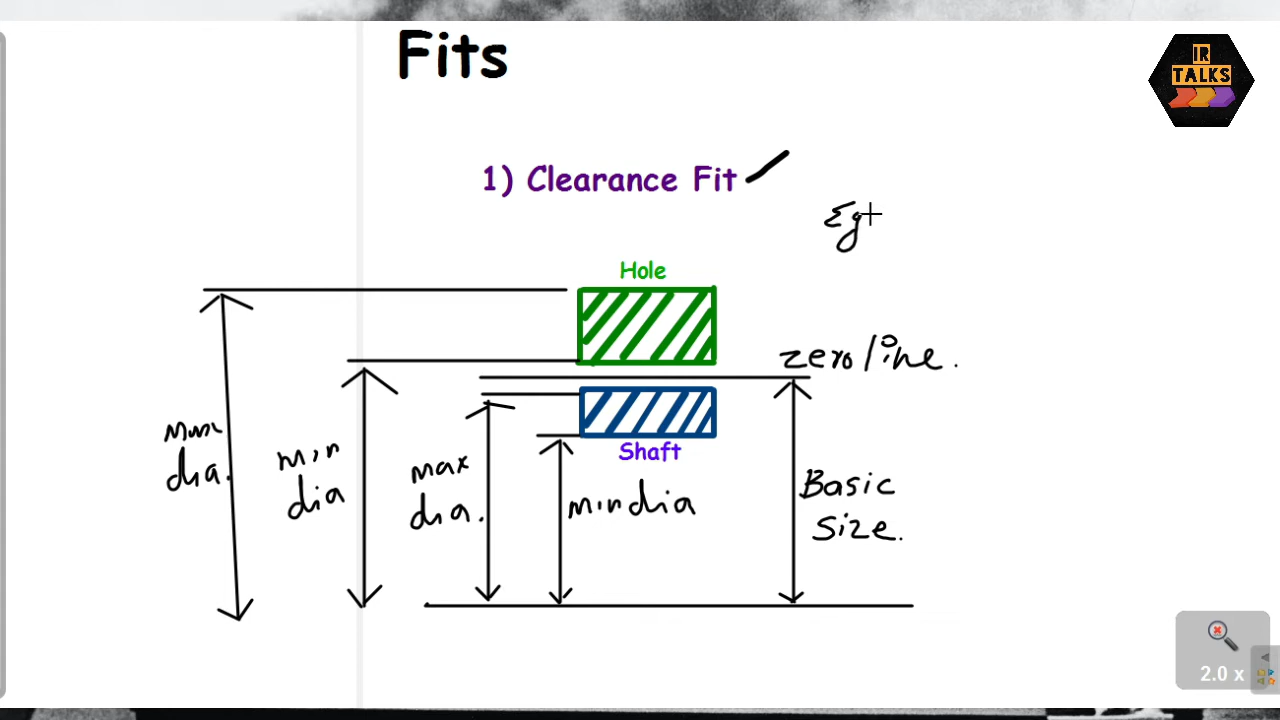 Fits
IR
TALKS
1) Clearance Fit
Eg
Hole
zero line.
Shaft
max
dia.
min
dia
max
dia.
min dia
Basic
Size.
2.0 x